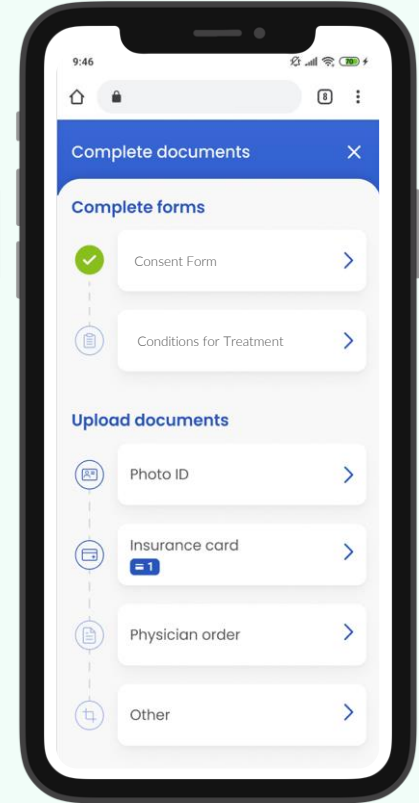 9:46
70
8
Complete documents
Complete forms
Consent Form
Conditions for Treatment
Upload documents
Photo ID
Insurance card
1
Physician order
Other